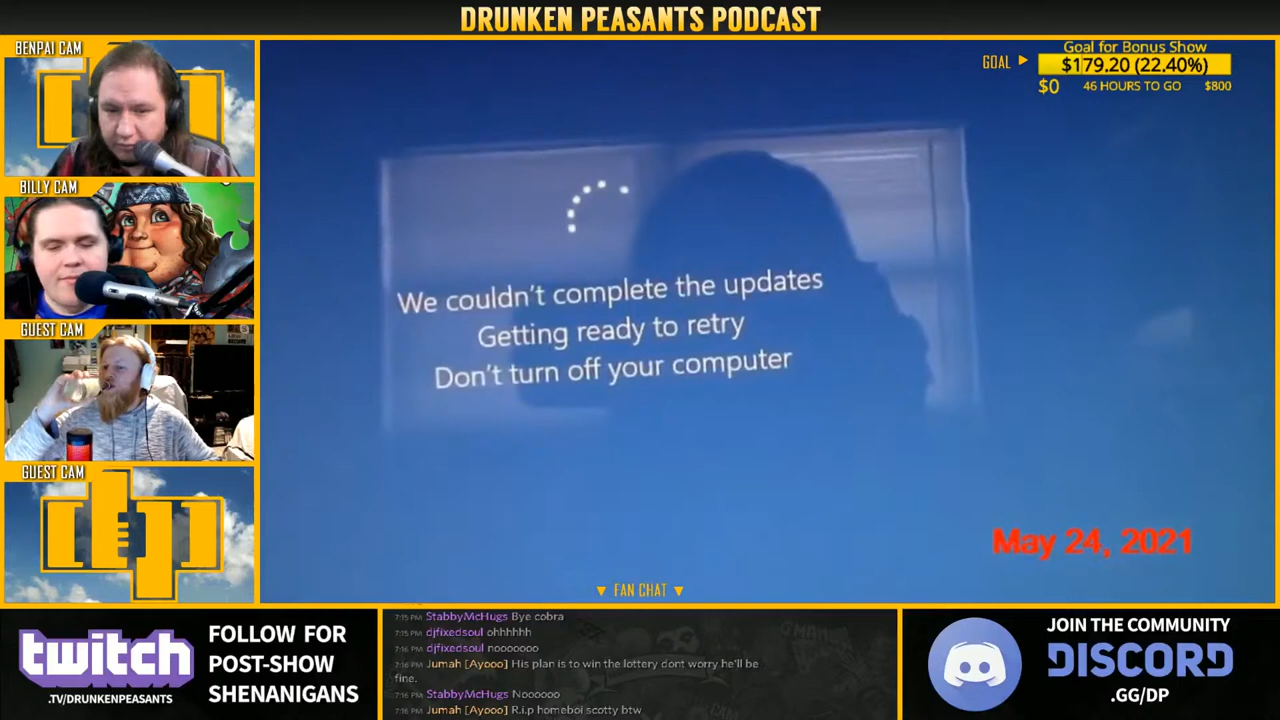 DRUNKEN PEASANTS PODCAST
BENPAI CAM
BILLY CAM
GUEST CAM
GUEST CAM
GOAL ▶
Goal for Bonus Show
$179.20 (22.40%)
$0 46 HOURS TO GO $800
We couldn't complete the updates
Getting ready to retry
Don't turn off your computer
May 24, 2021
▼ FAN CHAT ▼
twitch
.TV/DRUNKENPEASANTS
FOLLOW FOR
POST-SHOW
SHENANIGANS
7:15 PM StabbyMcHugs Bye cobra
7:15 PM djfixedsoul ohhhhhh
7:16 PM djfixedsoul nooooooo
7:16 PM Jumah [Ayooo] His plan is to win the lottery dont worry he'll be
fine.
7:16 PM StabbyMcHugs Noooooo
7:16 PM Jumah [Ayooo] R.i.p homeboi scotty btw
JOIN THE COMMUNITY
DISCORD
.GG/DP